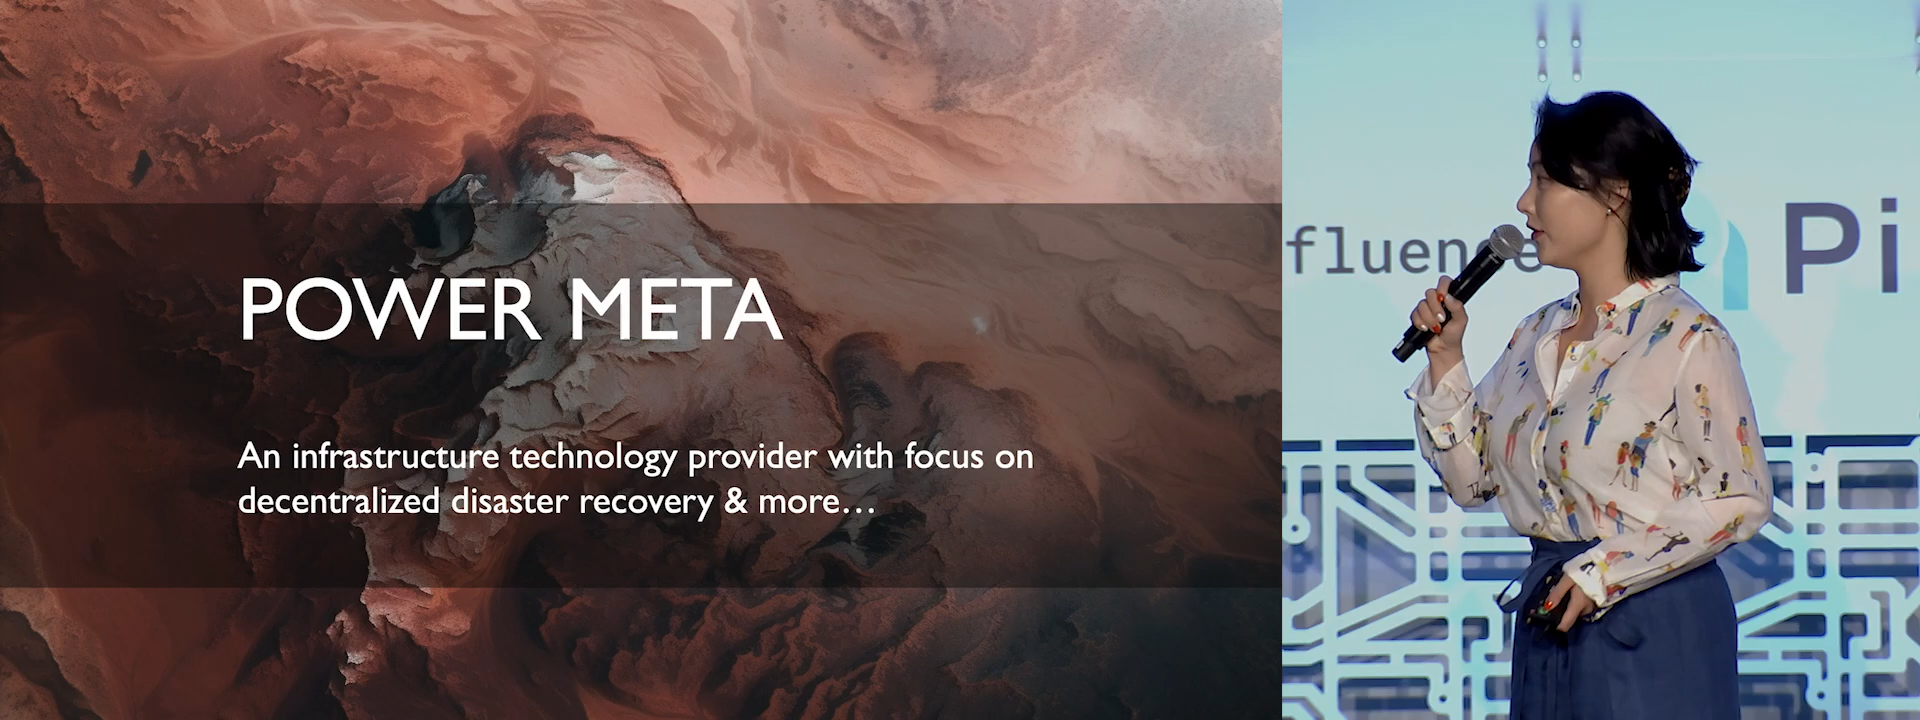 POWER META
An infrastructure technology provider with focus on
decentralized disaster recovery & more…
fluence
Pi